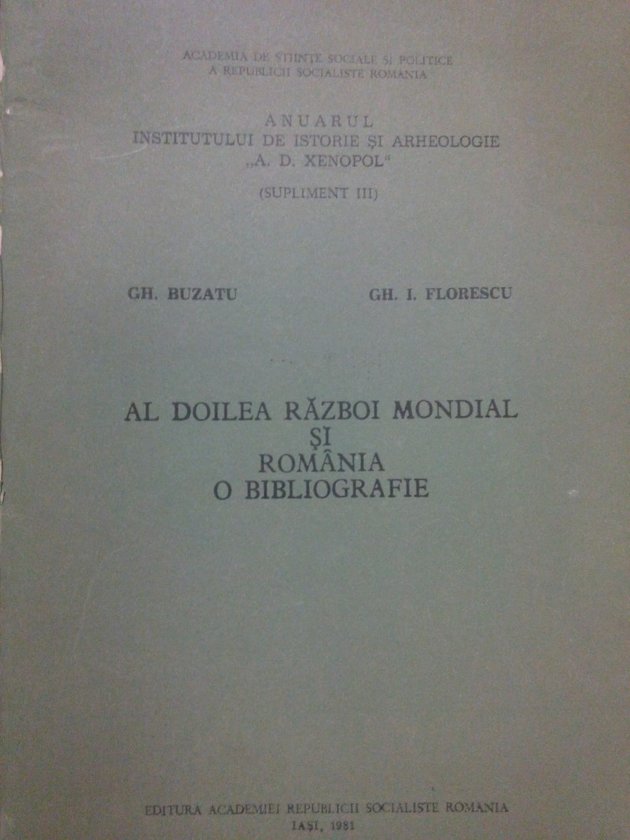 ACADEMIA DE ȘTIINȚE SOCIALE ȘI POLITICE
A REPUBLICII SOCIALISTE ROMÂNIA
ANUARUL
INSTITUTULUI DE ISTORIE ȘI ARHEOLOGIE
„A. D. XENOPOL“
(SUPLIMENT III)
GH. BUZATU GH. I. FLORESCU
AL DOILEA RĂZBOI MONDIAL
ȘI
ROMÂNIA
O BIBLIOGRAFIE
EDITURA ACADEMIEI REPUBLICII SOCIALISTE ROMÂNIA
IAȘI, 1981